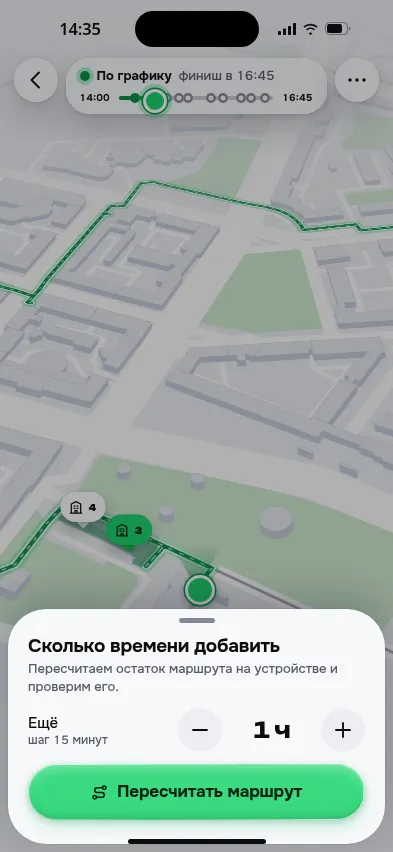 14:35
По графику финиш в 16:45
14:00 16:45
4
3
Сколько времени добавить
Пересчитаем остаток маршрута на устройстве и
проверим его.
Ещё
шаг 15 минут
1 ч
Пересчитать маршрут